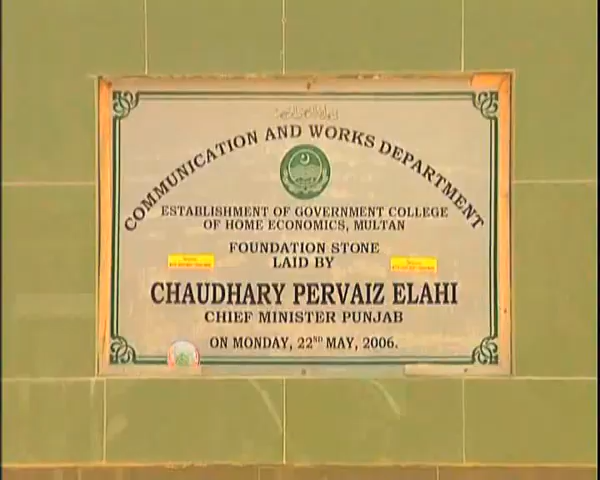 COMMUNICATION AND WORKS DEPARTMENT
ESTABLISHMENT OF GOVERNMENT COLLEGE
OF HOME ECONOMICS, MULTAN
FOUNDATION STONE
LAID BY
CHAUDHARY PERVAIZ ELAHI
CHIEF MINISTER PUNJAB
ON MONDAY, 22ND MAY, 2006.